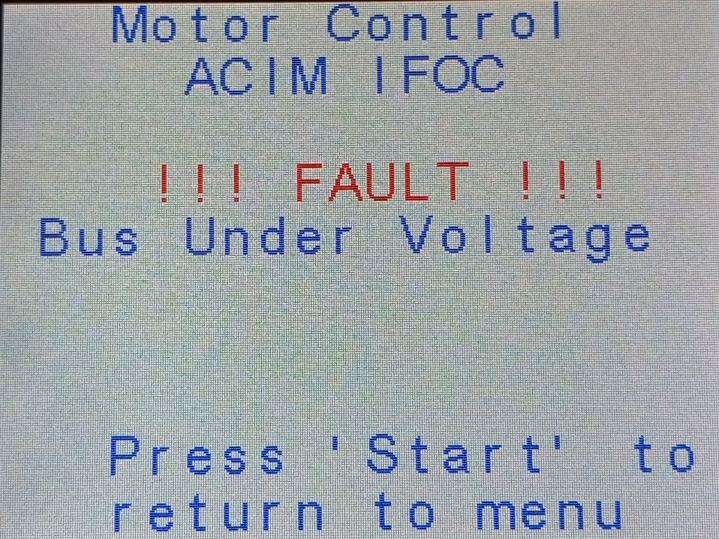 Motor Control
ACIM IFOC
!!! FAULT !!!
Bus Under Voltage
Press 'Start' to
return to menu